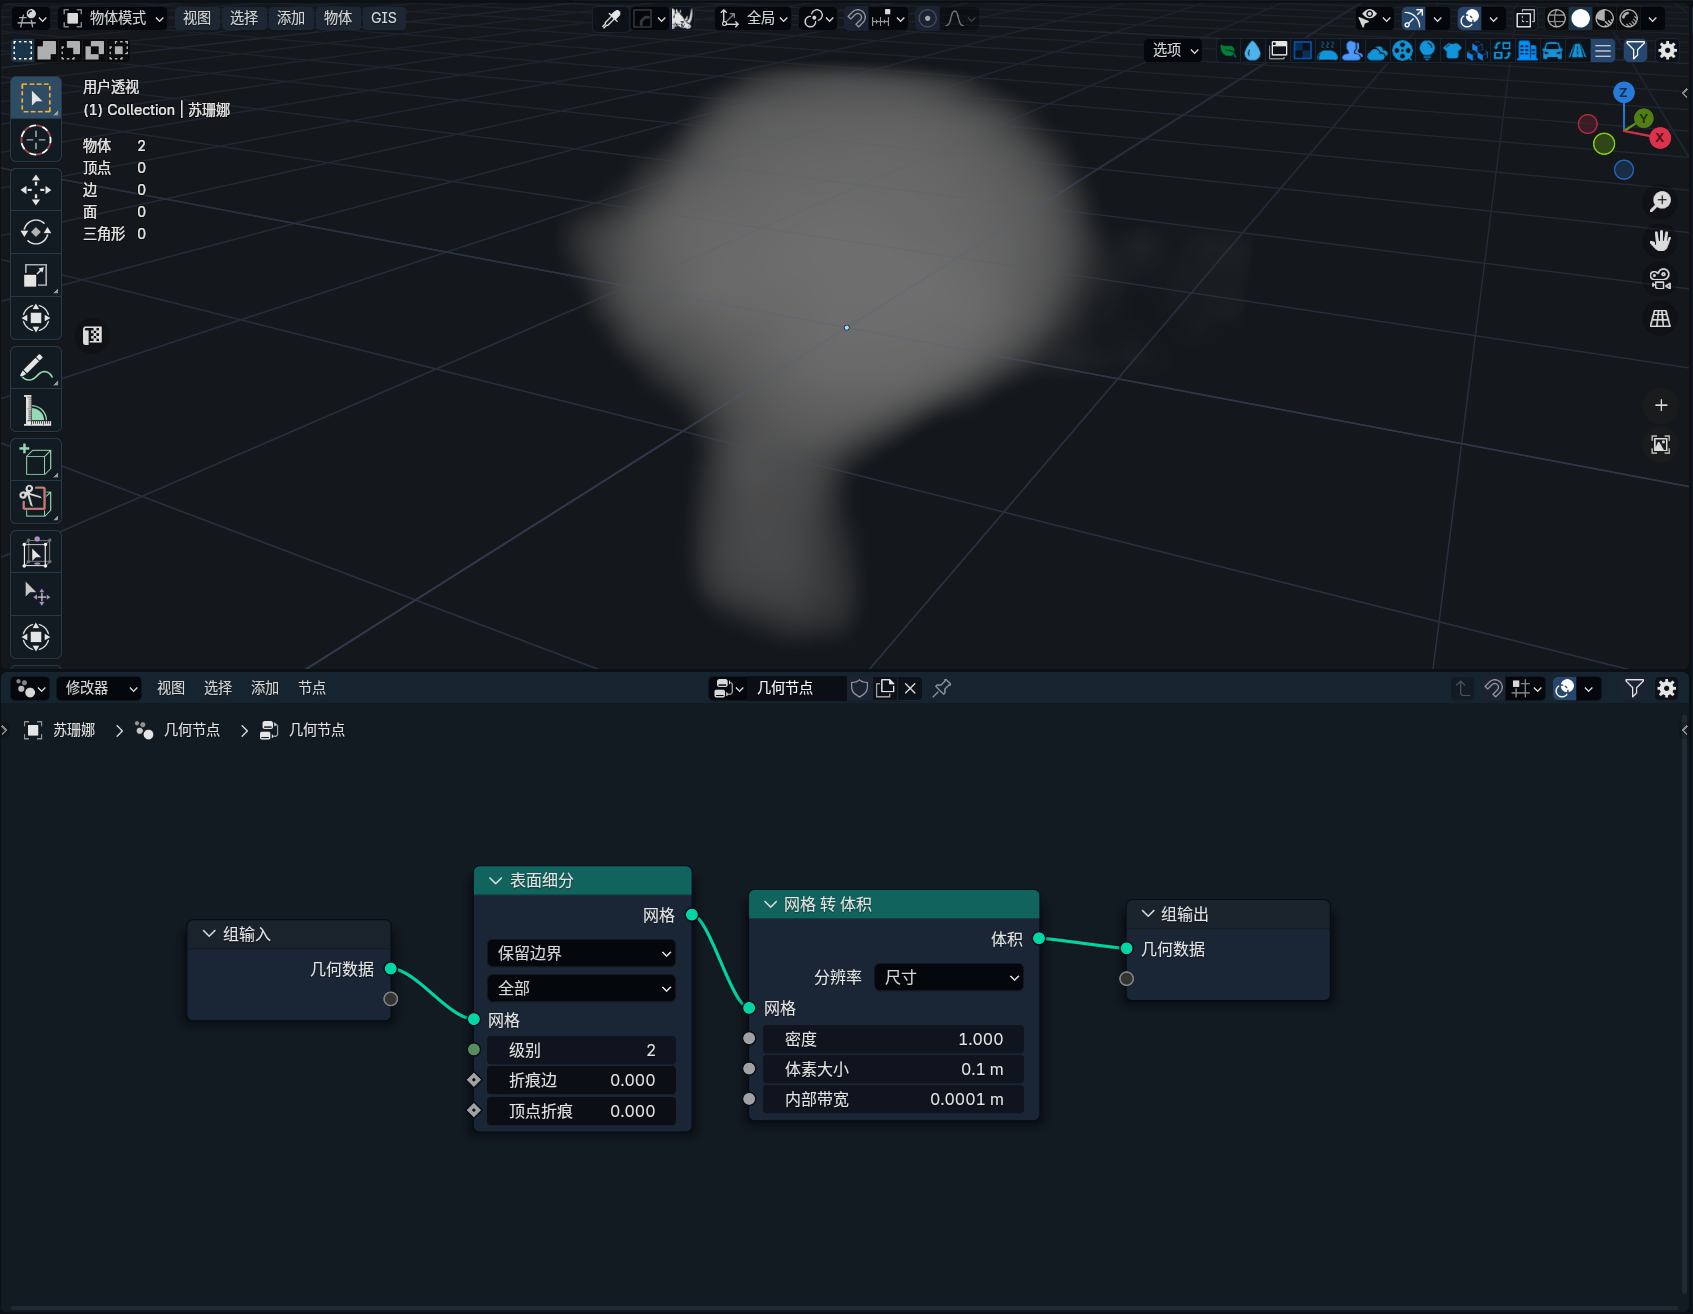 物体模式 视图 选择 添加 物体 GIS 全局
选项
用户透视
(1) Collection | 苏珊娜
物体 2
顶点 0
边 0
面 0
三角形 0
Z
Y
X
修改器 视图 选择 添加 节点 几何节点
苏珊娜 几何节点 几何节点
组输入
几何数据
表面细分
网格
保留边界
全部
网格
级别 2
折痕边 0.000
顶点折痕 0.000
网格 转 体积
体积
分辨率 尺寸
网格
密度 1.000
体素大小 0.1 m
内部带宽 0.0001 m
组输出
几何数据